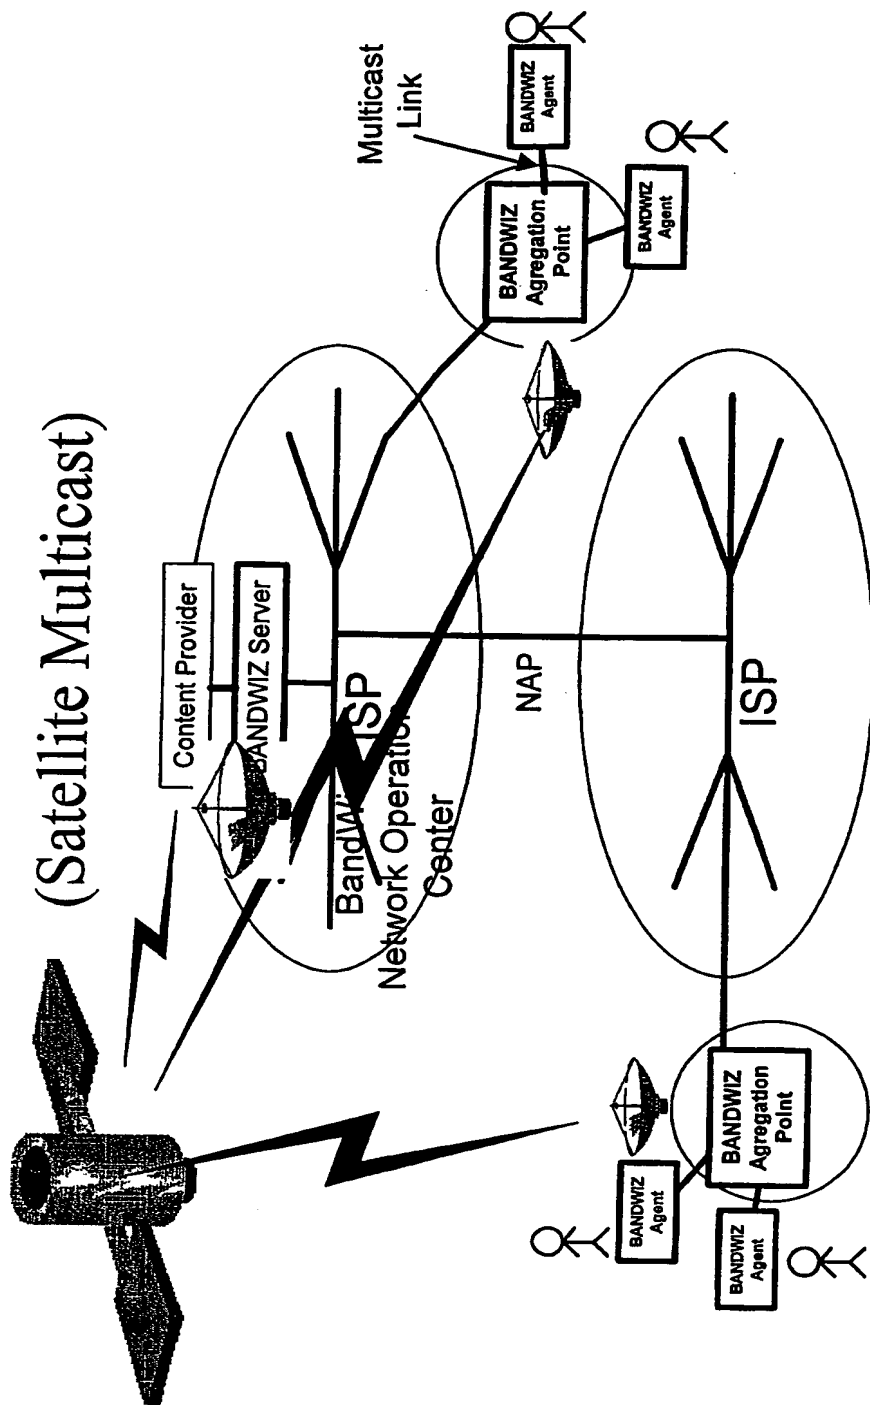 (Satellite Multicast)
Content Provider
BANDWIZ Server
ISP
BandWi
Network Operation
Center
NAP
ISP
Multicast
Link
BANDWIZ
Agent
BANDWIZ
Agent
BANDWIZ
Agregation
Point
BANDWIZ
Agregation
Point
BANDWIZ
Agent
BANDWIZ
Agent